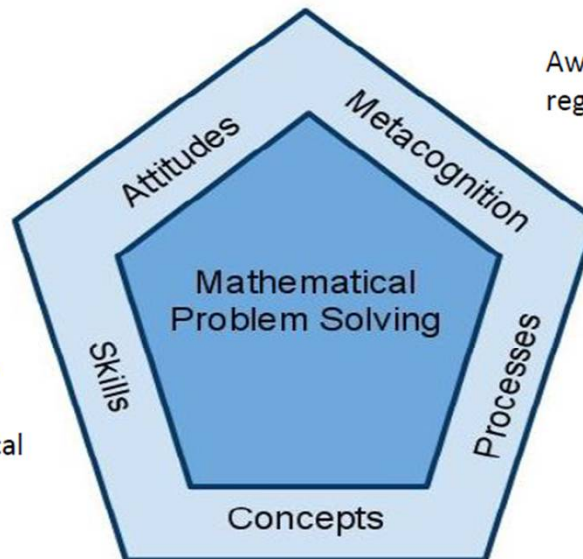 Attitudes
Metacognition
Mathematical
Problem Solving
Skills
Processes
Concepts